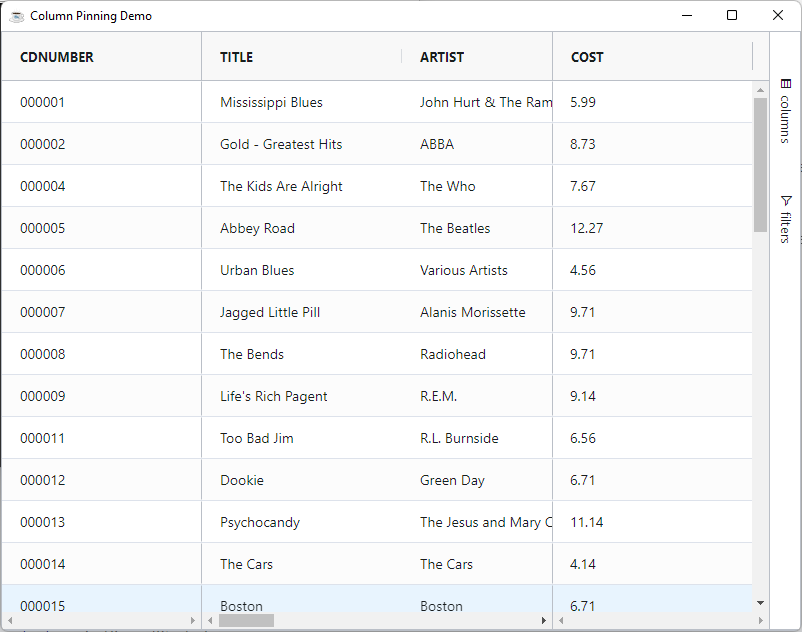 Column Pinning Demo
CDNUMBER TITLE ARTIST COST
000001 Mississippi Blues John Hurt & The Ram 5.99
000002 Gold - Greatest Hits ABBA 8.73
000004 The Kids Are Alright The Who 7.67
000005 Abbey Road The Beatles 12.27
000006 Urban Blues Various Artists 4.56
000007 Jagged Little Pill Alanis Morissette 9.71
000008 The Bends Radiohead 9.71
000009 Life's Rich Pagent R.E.M. 9.14
000011 Too Bad Jim R.L. Burnside 6.56
000012 Dookie Green Day 6.71
000013 Psychocandy The Jesus and Mary C 11.14
000014 The Cars The Cars 4.14
000015 Boston Boston 6.71
columns
filters